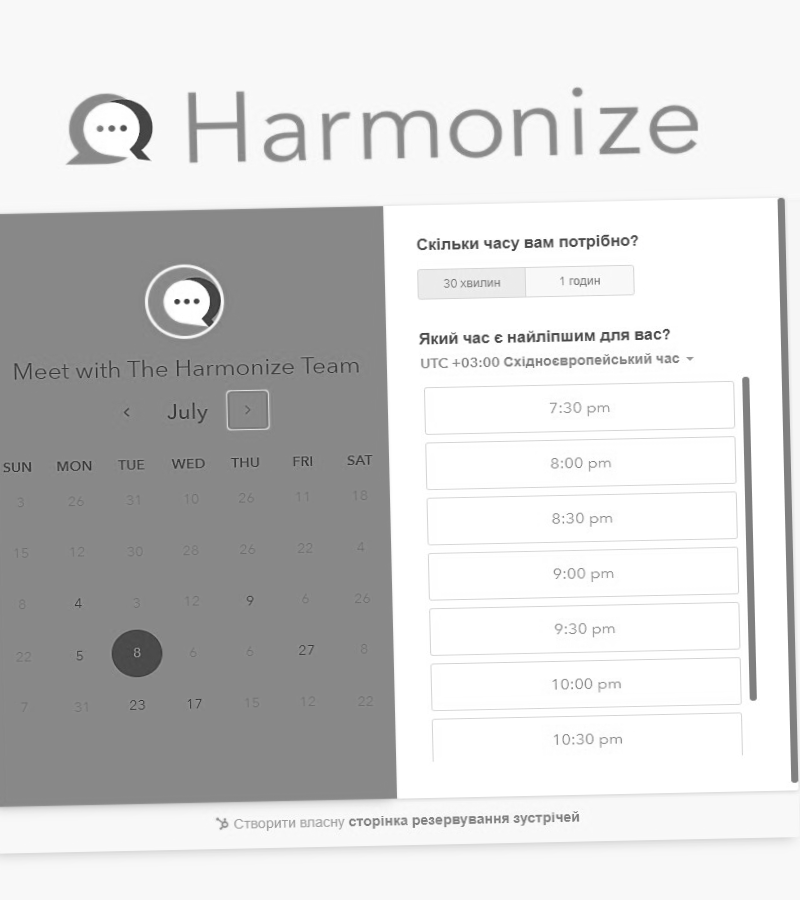 Harmonize
Meet with The Harmonize Team
July
SUN MON TUE WED THU FRI SAT
3 26 31 10 26 11 18
15 12 30 28 26 22 4
8 4 3 12 9 6 26
22 5 8 6 6 27 8
7 31 23 17 15 12 22
Скільки часу вам потрібно?
30 хвилин 1 годин
Який час є найліпшим для вас?
UTC +03:00 Східноєвропейський час
7:30 pm
8:00 pm
8:30 pm
9:00 pm
9:30 pm
10:00 pm
10:30 pm
Створити власну сторінка резервування зустрічей